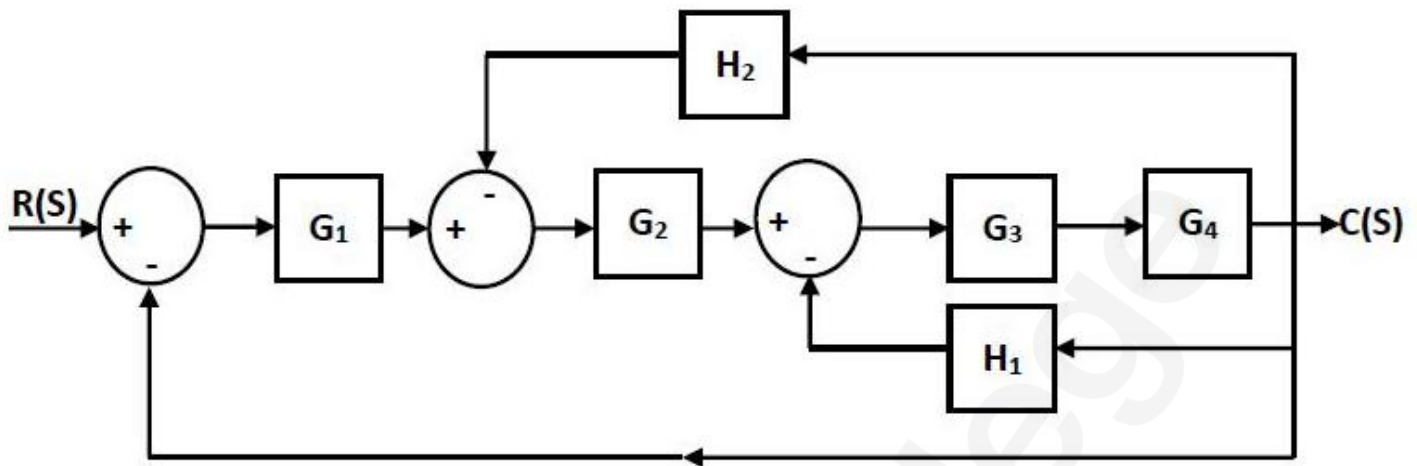 H₂
R(S) + - G₁ + - G₂ + - G₃ G₄ C(S)
H₁